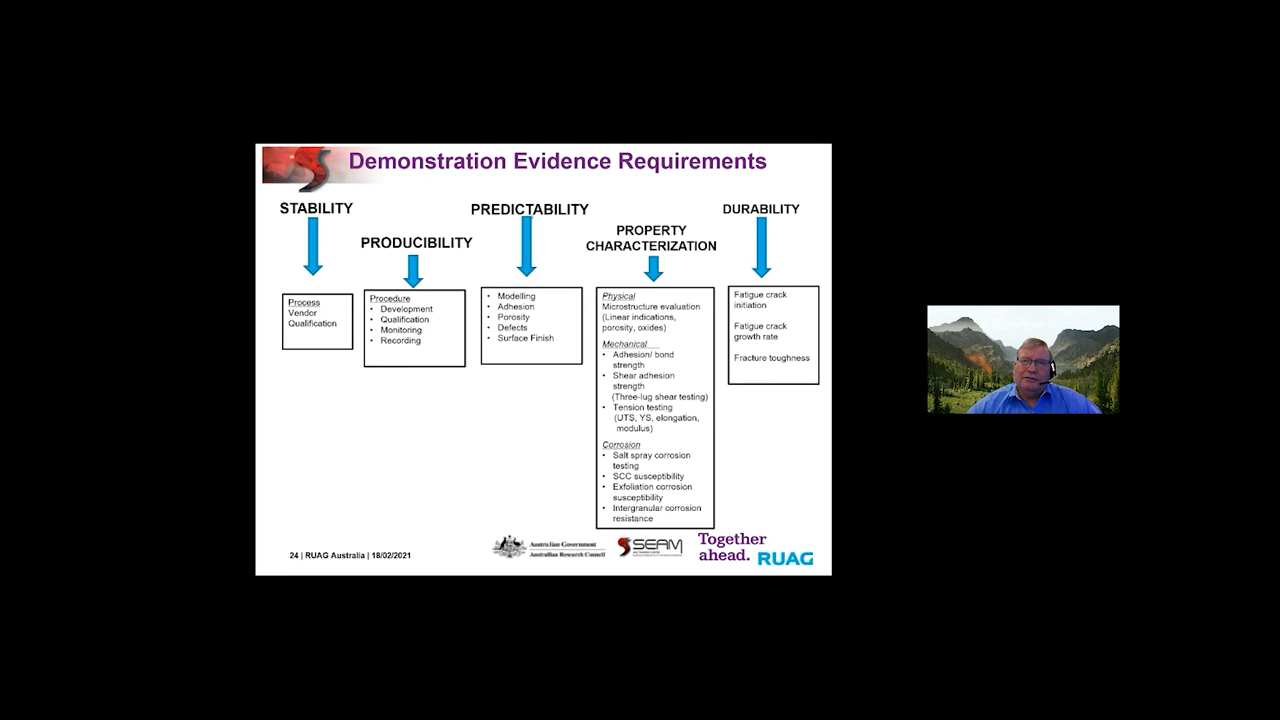 Demonstration Evidence Requirements
STABILITY
Process
Vendor
Qualification
PRODUCIBILITY
Procedure
• Development
• Qualification
• Monitoring
• Recording
PREDICTABILITY
• Modelling
• Adhesion
• Porosity
• Defects
• Surface Finish
PROPERTY
CHARACTERIZATION
Physical
Microstructure evaluation
(Linear indications,
porosity, oxides)
Mechanical
• Adhesion/ bond
strength
• Shear adhesion
strength
(Three-lug shear testing)
• Tension testing
(UTS, YS, elongation,
modulus)
Corrosion
• Salt spray corrosion
testing
• SCC susceptibility
• Exfoliation corrosion
susceptibility
• Intergranular corrosion
resistance
DURABILITY
Fatigue crack
initiation
Fatigue crack
growth rate
Fracture toughness
24 | RUAG Australia | 18/02/2021
Australian Government
Australian Research Council
SEAM
Together
ahead. RUAG